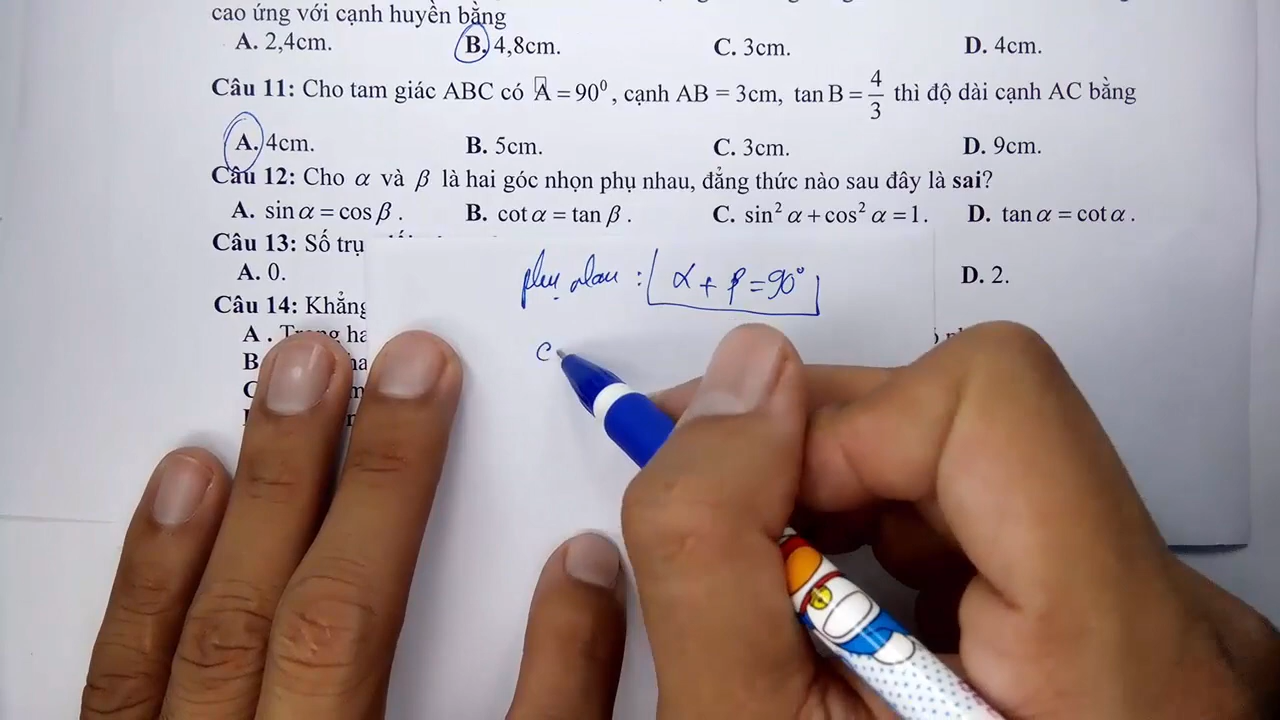 cao ứng với cạnh huyền bằng
A. 2,4cm. B. 4,8cm. C. 3cm. D. 4cm.
Câu 11: Cho tam giác ABC có A = 90⁰, cạnh AB = 3cm, tan B = 4/3 thì độ dài cạnh AC bằng
A. 4cm. B. 5cm. C. 3cm. D. 9cm.
Câu 12: Cho α và β là hai góc nhọn phụ nhau, đẳng thức nào sau đây là sai?
A. sin α = cos β. B. cot α = tan β. C. sin² α + cos² α = 1. D. tan α = cot α.
Câu 13: Số trụ
A. 0. D. 2.
phụ nhau : α + β = 90°
Câu 14: Khẳng
A. ha
c
B